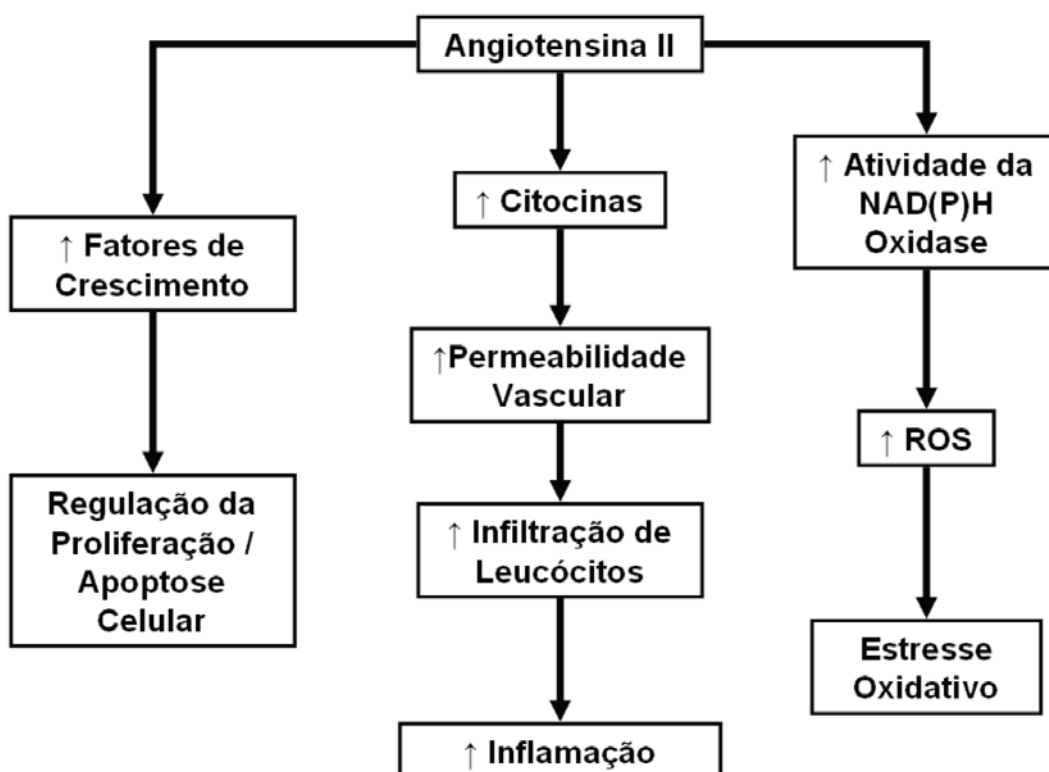 Angiotensina II
↑ Fatores de
Crescimento
Regulação da
Proliferação /
Apoptose
Celular
↑ Citocinas
↑Permeabilidade
Vascular
↑ Infiltração de
Leucócitos
↑ Inflamação
↑ Atividade da
NAD(P)H
Oxidase
↑ ROS
Estresse
Oxidativo